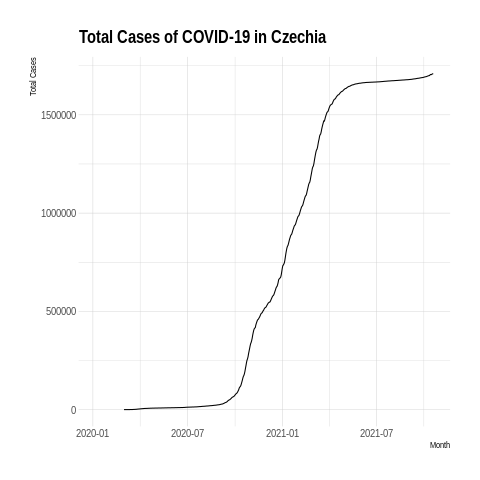 Total Cases of COVID-19 in Czechia
Total Cases
1500000
1000000
500000
0
2020-01 2020-07 2021-01 2021-07
Month